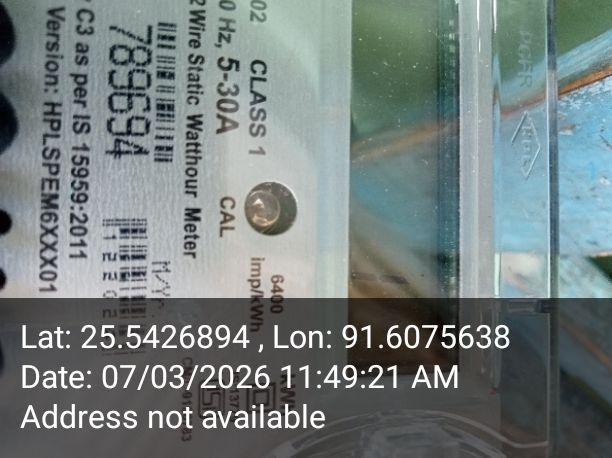 02 CLASS 1
0 Hz, 5-30A CAL
2 Wire Static Watthour Meter
6400
imp/kWh
789694
C3 as per IS 15959:2011
Version: HPLSPEM6XXX01
Lat: 25.5426894 , Lon: 91.6075638
Date: 07/03/2026 11:49:21 AM
Address not available